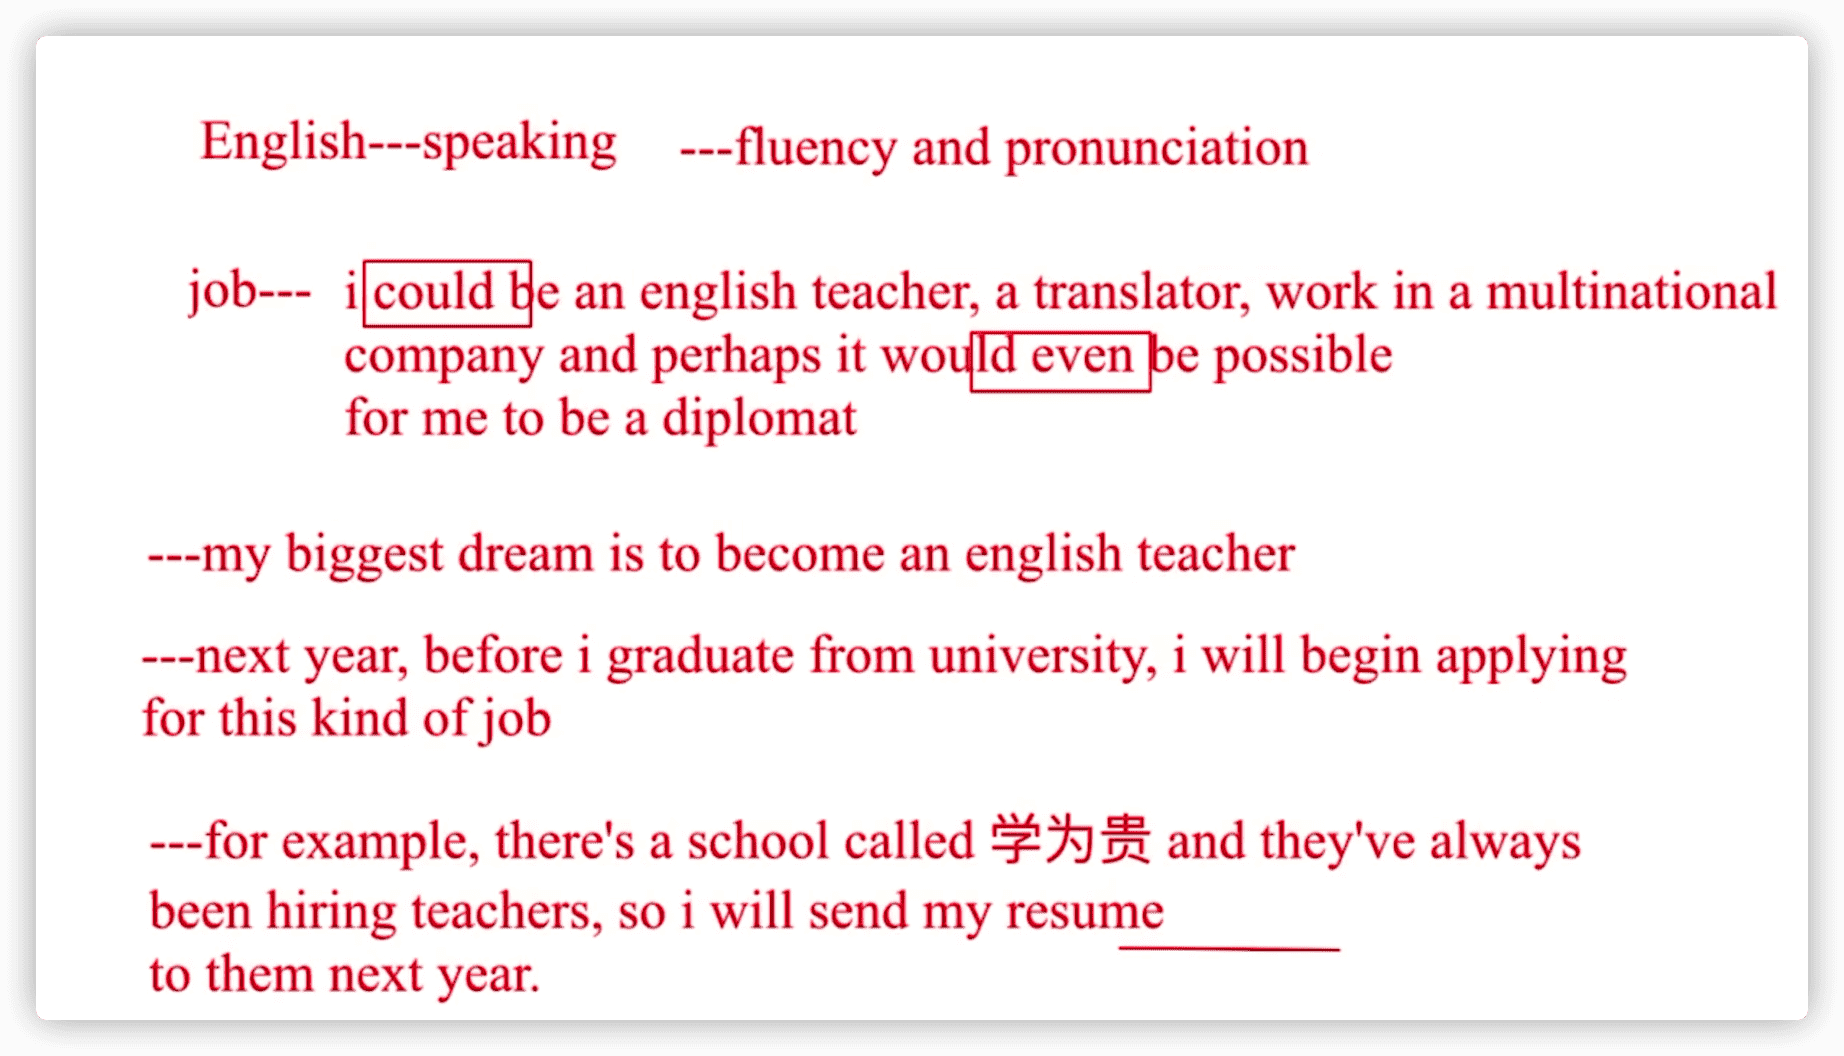 English---speaking ---fluency and pronunciation
job--- i could be an english teacher, a translator, work in a multinational
company and perhaps it would even be possible
for me to be a diplomat
---my biggest dream is to become an english teacher
---next year, before i graduate from university, i will begin applying
for this kind of job
---for example, there's a school called 学为贵 and they've always
been hiring teachers, so i will send my resume
to them next year.